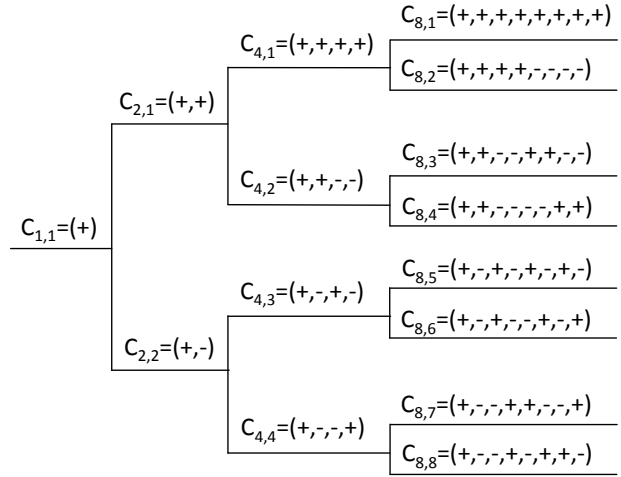 C8,1=(+,+,+,+,+,+,+,+)
C4,1=(+,+,+,+)
C8,2=(+,+,+,+,-,-,-,-)
C2,1=(+,+)
C8,3=(+,+,-,-,+,+,-,-)
C4,2=(+,+,-,-)
C8,4=(+,+,-,-,-,-,+,+)
C1,1=(+)
C8,5=(+,-,+,-,+,-,+,-)
C4,3=(+,-,+,-)
C8,6=(+,-,+,-,-,+,-,+)
C2,2=(+,-)
C8,7=(+,-,-,+,+,-,-,+)
C4,4=(+,-,-,+)
C8,8=(+,-,-,+,-,+,+,-)